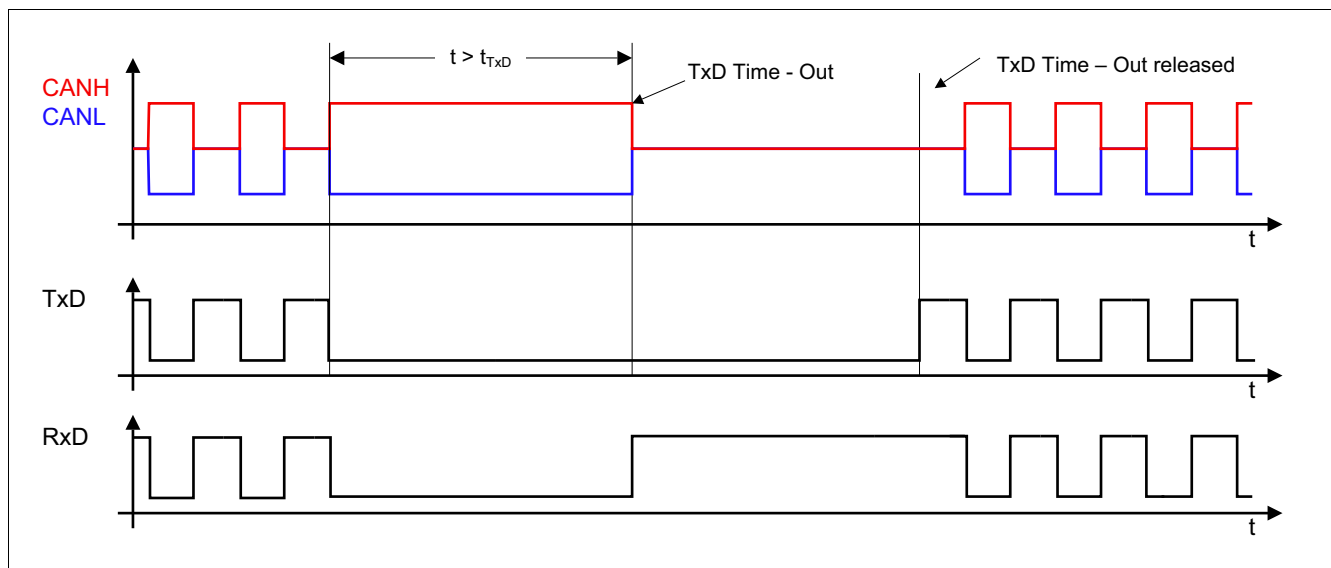 t > tTxD
TxD Time - Out
TxD Time – Out released
CANH
CANL
t
TxD
t
RxD
t